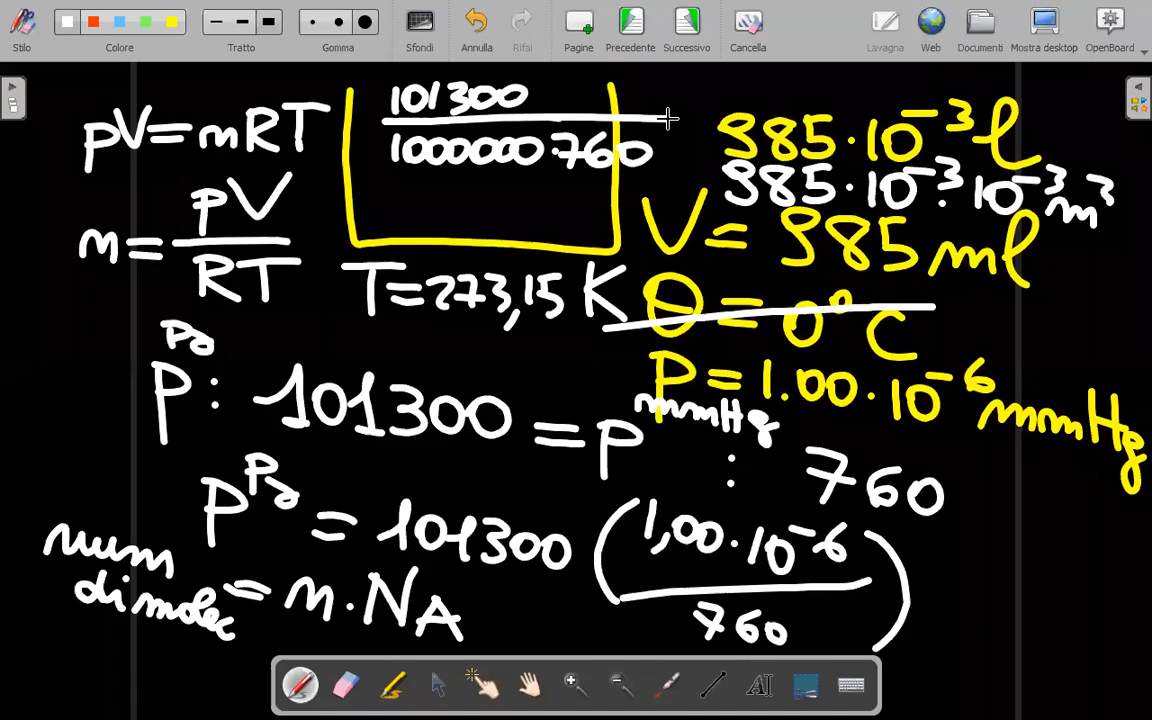 Stilo Colore Tratto Gomma Sfondi Annulla Rifai Pagine Precedente Successivo Cancella Lavagna Web Documenti Mostra desktop OpenBoard
101300
1000000·760
pV=nRT
n=pV/RT
985·10⁻³ l
985·10⁻³·10⁻³ m³
V=985 ml
T=273,15 K
θ=0°C
P=1.00·10⁻⁶ mmHg
P^Pa : 101300 = P^mmHg : 760
P^Pa = 101300 (1,00·10⁻⁶/760)
num
di molec = n·N_A